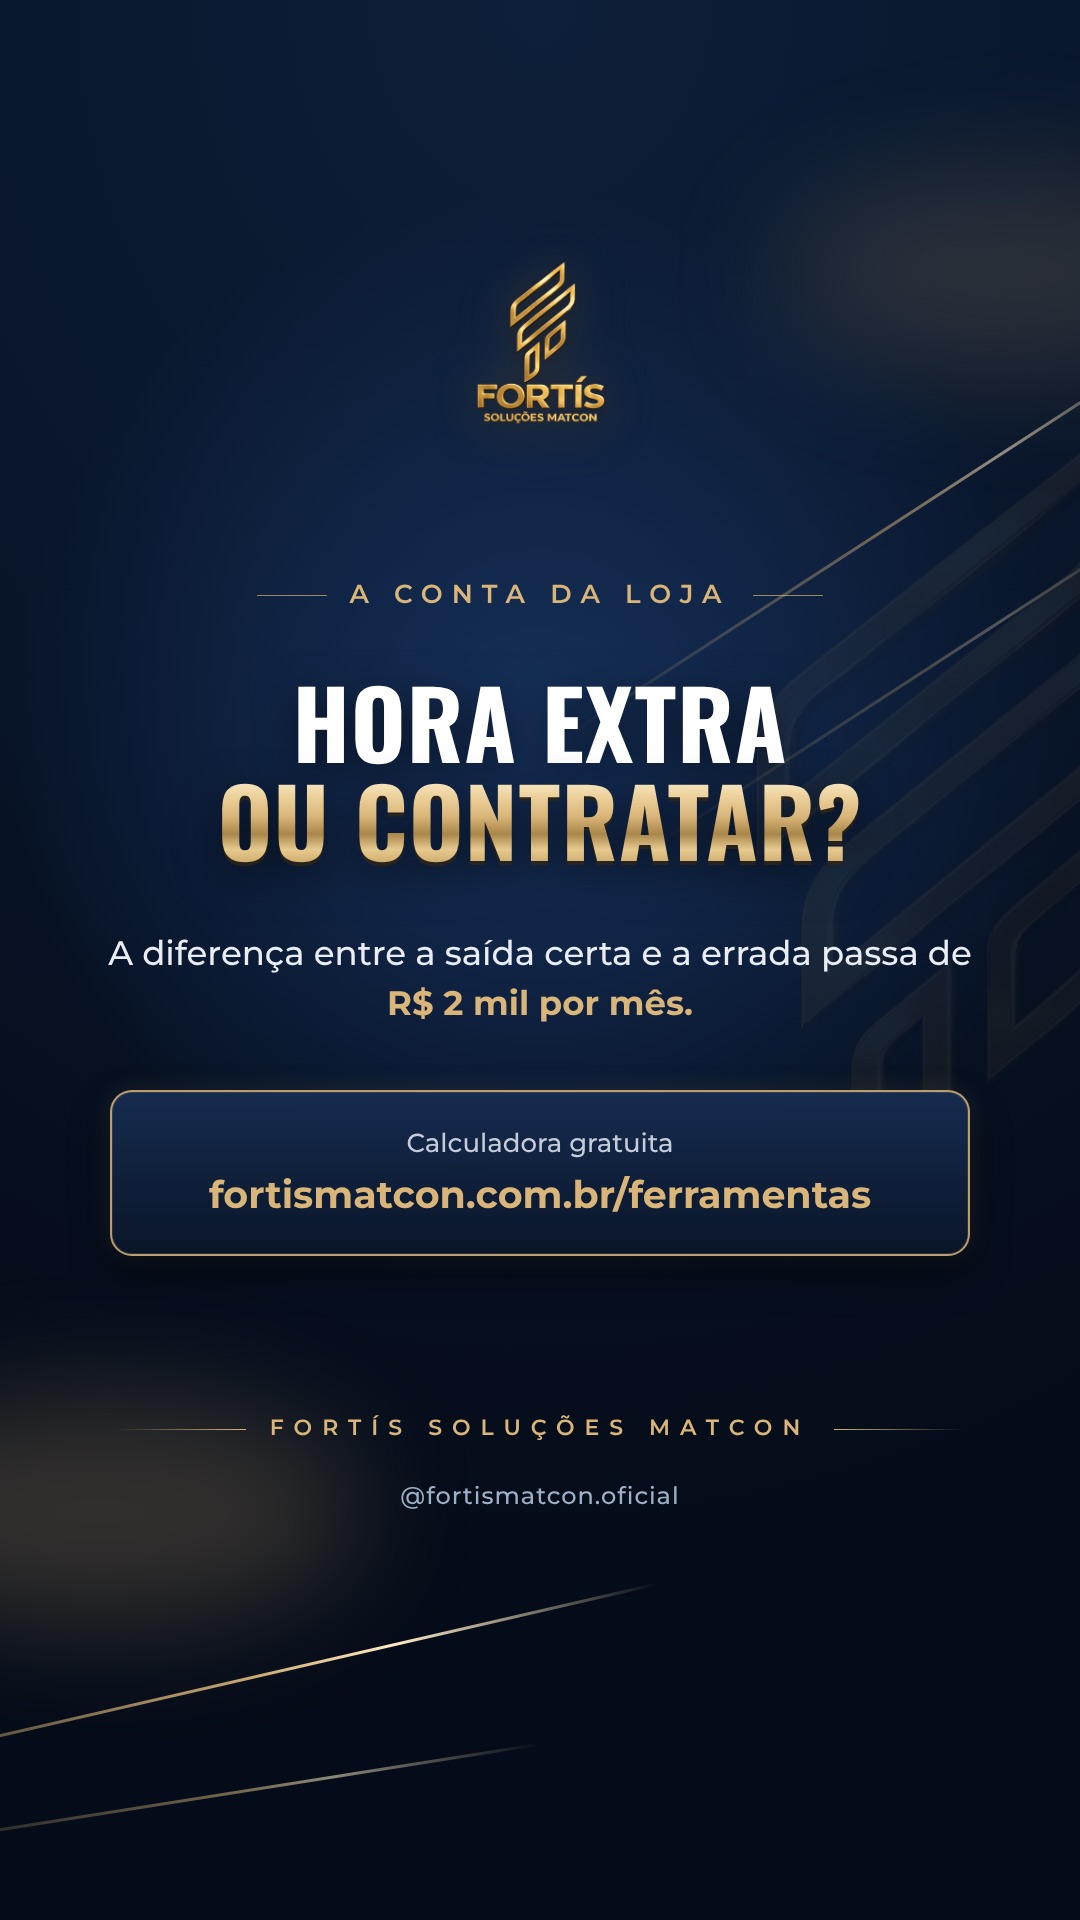 FORTÍS
SOLUÇÕES MATCON
A CONTA DA LOJA
HORA EXTRA
OU CONTRATAR?
A diferença entre a saída certa e a errada passa de
R$ 2 mil por mês.
Calculadora gratuita
fortismatcon.com.br/ferramentas
FORTÍS SOLUÇÕES MATCON
@fortismatcon.oficial